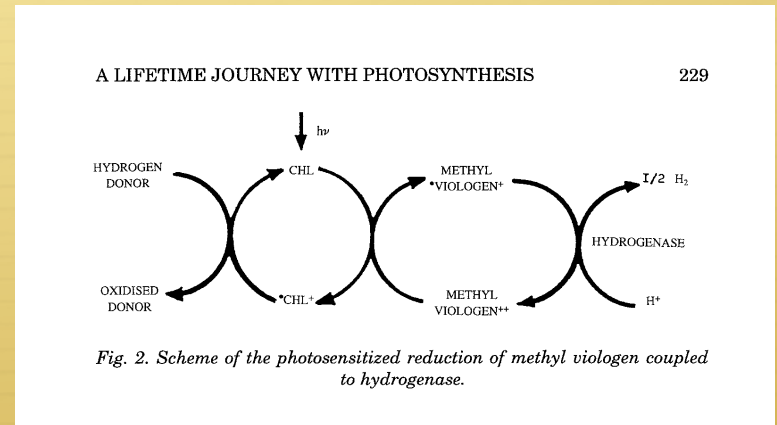 A LIFETIME JOURNEY WITH PHOTOSYNTHESIS 229
hν
HYDROGEN
DONOR
CHL
METHYL
•VIOLOGEN+
I/2 H₂
HYDROGENASE
OXIDISED
DONOR
•CHL+
METHYL
VIOLOGEN++
H+
Fig. 2. Scheme of the photosensitized reduction of methyl viologen coupled
to hydrogenase.